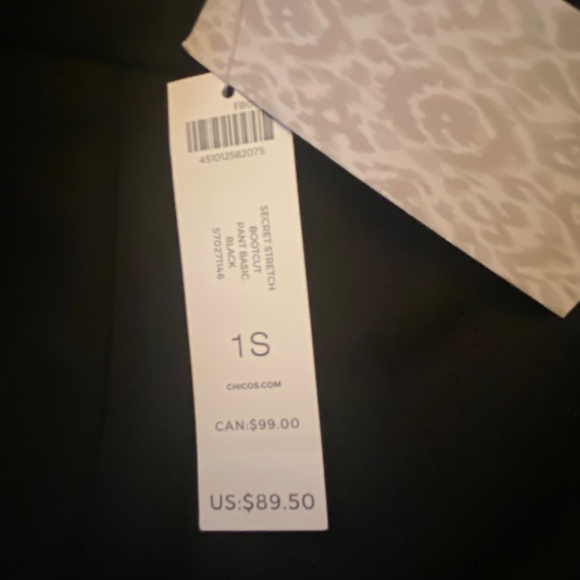 451012582075
SECRET STRETCH
BOOTCUT
PANT BASIC
BLACK
570271146
1S
CHICOS.COM
CAN:$99.00
US:$89.50